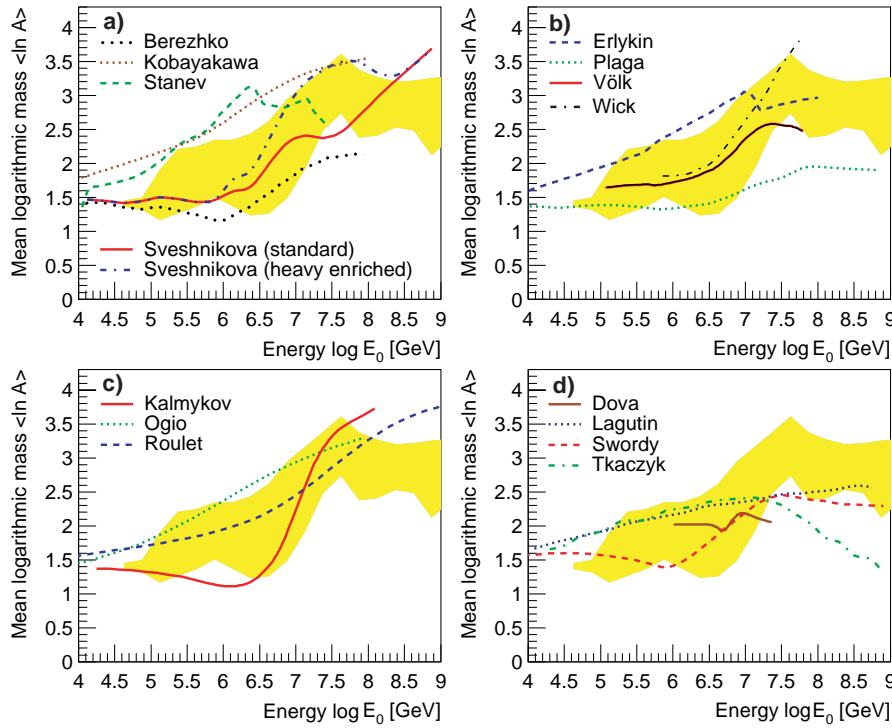 a)
Berezhko
Kobayakawa
Stanev
Sveshnikova (standard)
Sveshnikova (heavy enriched)
Mean logarithmic mass <ln A>
4
3.5
3
2.5
2
1.5
1
0.5
0
4 4.5 5 5.5 6 6.5 7 7.5 8 8.5 9
Energy log E0 [GeV]
b)
Erlykin
Plaga
Völk
Wick
Mean logarithmic mass <ln A>
4
3.5
3
2.5
2
1.5
1
0.5
0
4 4.5 5 5.5 6 6.5 7 7.5 8 8.5 9
Energy log E0 [GeV]
c)
Kalmykov
Ogio
Roulet
Mean logarithmic mass <ln A>
4
3.5
3
2.5
2
1.5
1
0.5
0
4 4.5 5 5.5 6 6.5 7 7.5 8 8.5 9
Energy log E0 [GeV]
d)
Dova
Lagutin
Swordy
Tkaczyk
Mean logarithmic mass <ln A>
4
3.5
3
2.5
2
1.5
1
0.5
0
4 4.5 5 5.5 6 6.5 7 7.5 8 8.5 9
Energy log E0 [GeV]